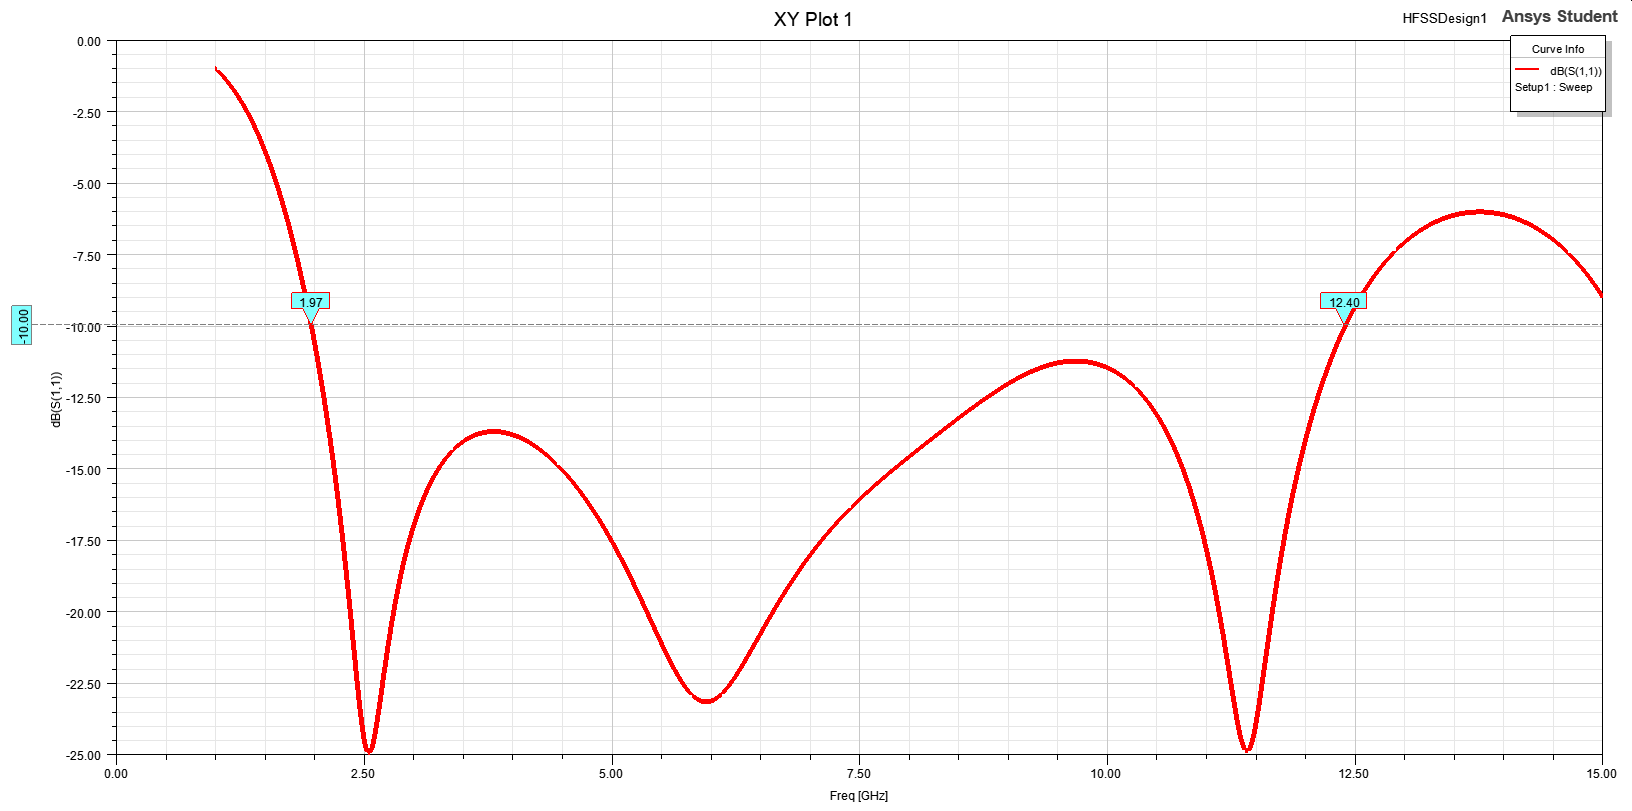 XY Plot 1
HFSSDesign1
Ansys Student
Curve Info
dB(S(1,1))
Setup1 : Sweep
0.00
-2.50
-5.00
-7.50
-10.00
-12.50
-15.00
-17.50
-20.00
-22.50
-25.00
-10.00
dB(S(1,1))
1.97
12.40
0.00
2.50
5.00
7.50
10.00
12.50
15.00
Freq [GHz]